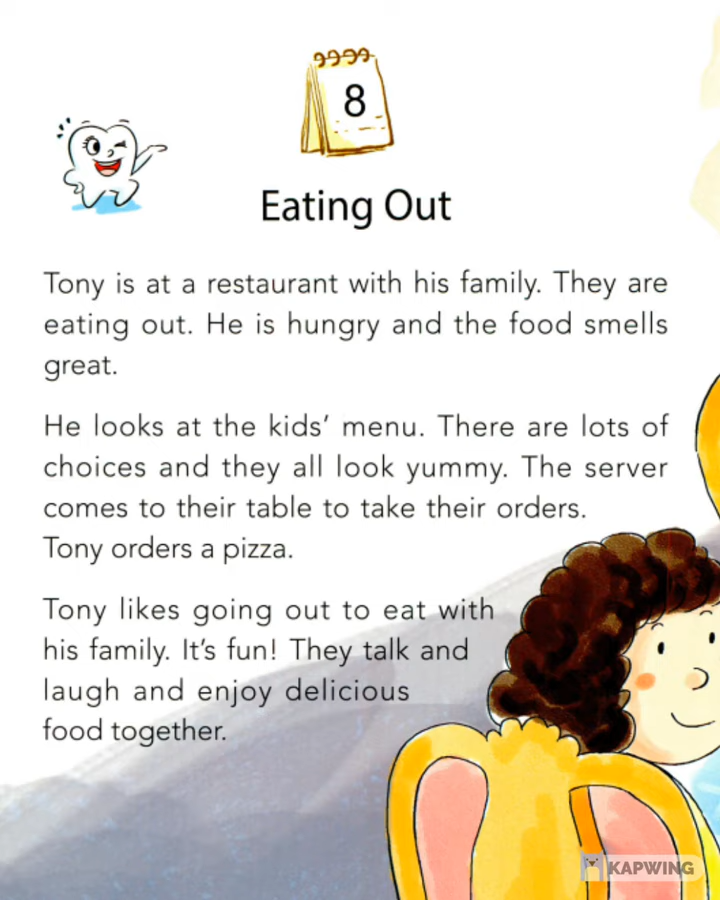 8
Eating Out
Tony is at a restaurant with his family. They are
eating out. He is hungry and the food smells
great.
He looks at the kids’ menu. There are lots of
choices and they all look yummy. The server
comes to their table to take their orders.
Tony orders a pizza.
Tony likes going out to eat with
his family. It’s fun! They talk and
laugh and enjoy delicious
food together.
KAPWING